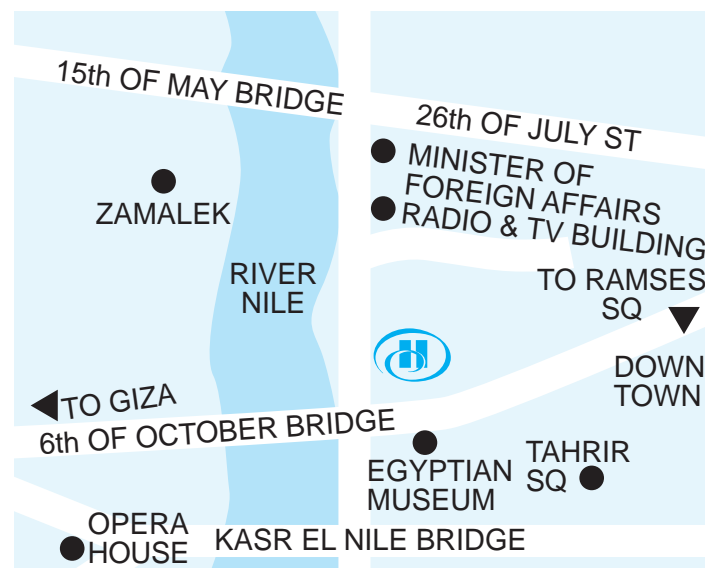 15th OF MAY BRIDGE
26th OF JULY ST
MINISTER OF
FOREIGN AFFAIRS
RADIO & TV BUILDING
ZAMALEK
RIVER
NILE
TO RAMSES
SQ
DOWN
TOWN
TO GIZA
6th OF OCTOBER BRIDGE
EGYPTIAN
MUSEUM
TAHRIR
SQ
OPERA
HOUSE
KASR EL NILE BRIDGE
H